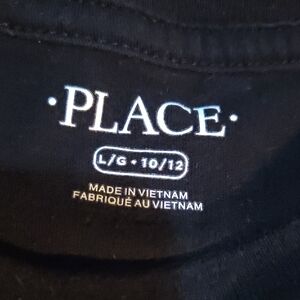 ·PLACE·
L/G • 10/12
MADE IN VIETNAM
FABRIQUÉ AU VIETNAM